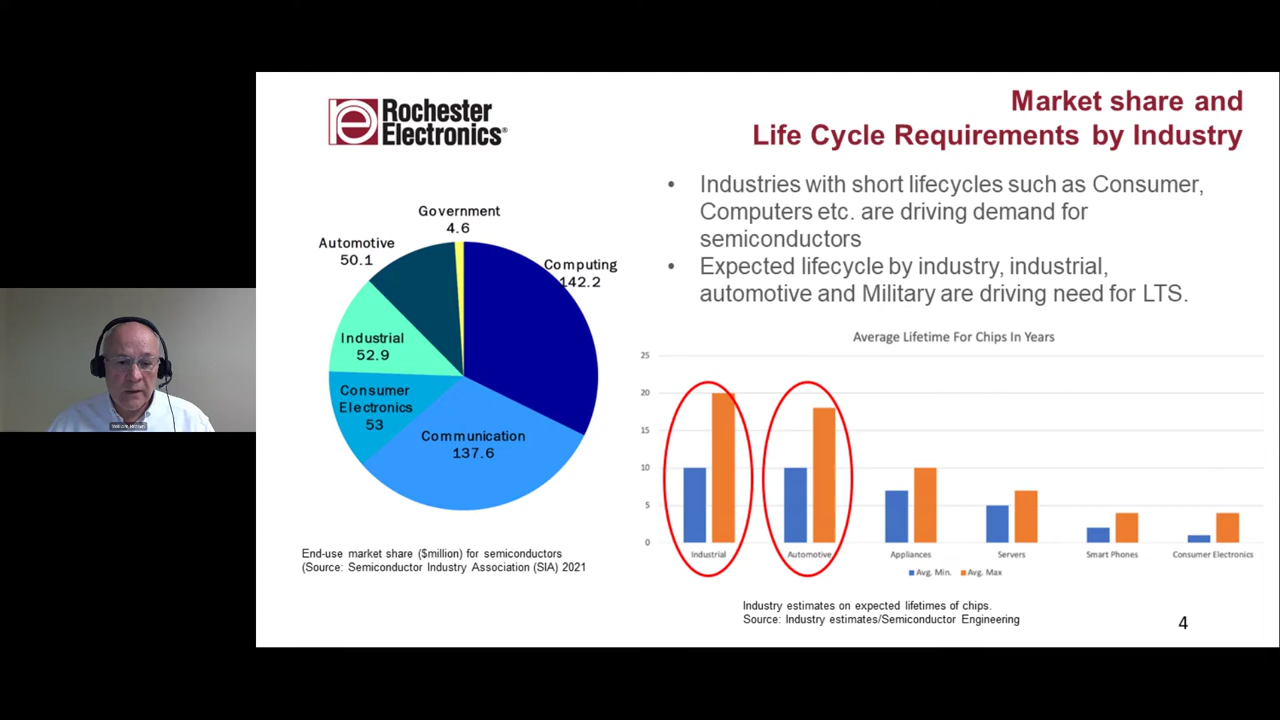 Rochester
Electronics®
Market share and
Life Cycle Requirements by Industry
• Industries with short lifecycles such as Consumer,
Computers etc. are driving demand for
semiconductors
• Expected lifecycle by industry, industrial,
automotive and Military are driving need for LTS.
Government
4.6
Automotive
50.1
Computing
142.2
Industrial
52.9
Consumer
Electronics
53
Communication
137.6
End-use market share ($million) for semiconductors
(Source: Semiconductor Industry Association (SIA) 2021
Average Lifetime For Chips In Years
25
20
15
10
5
0
Industrial
Automotive
Appliances
Servers
Smart Phones
Consumer Electronics
Avg. Min.
Avg. Max
Industry estimates on expected lifetimes of chips.
Source: Industry estimates/Semiconductor Engineering
4